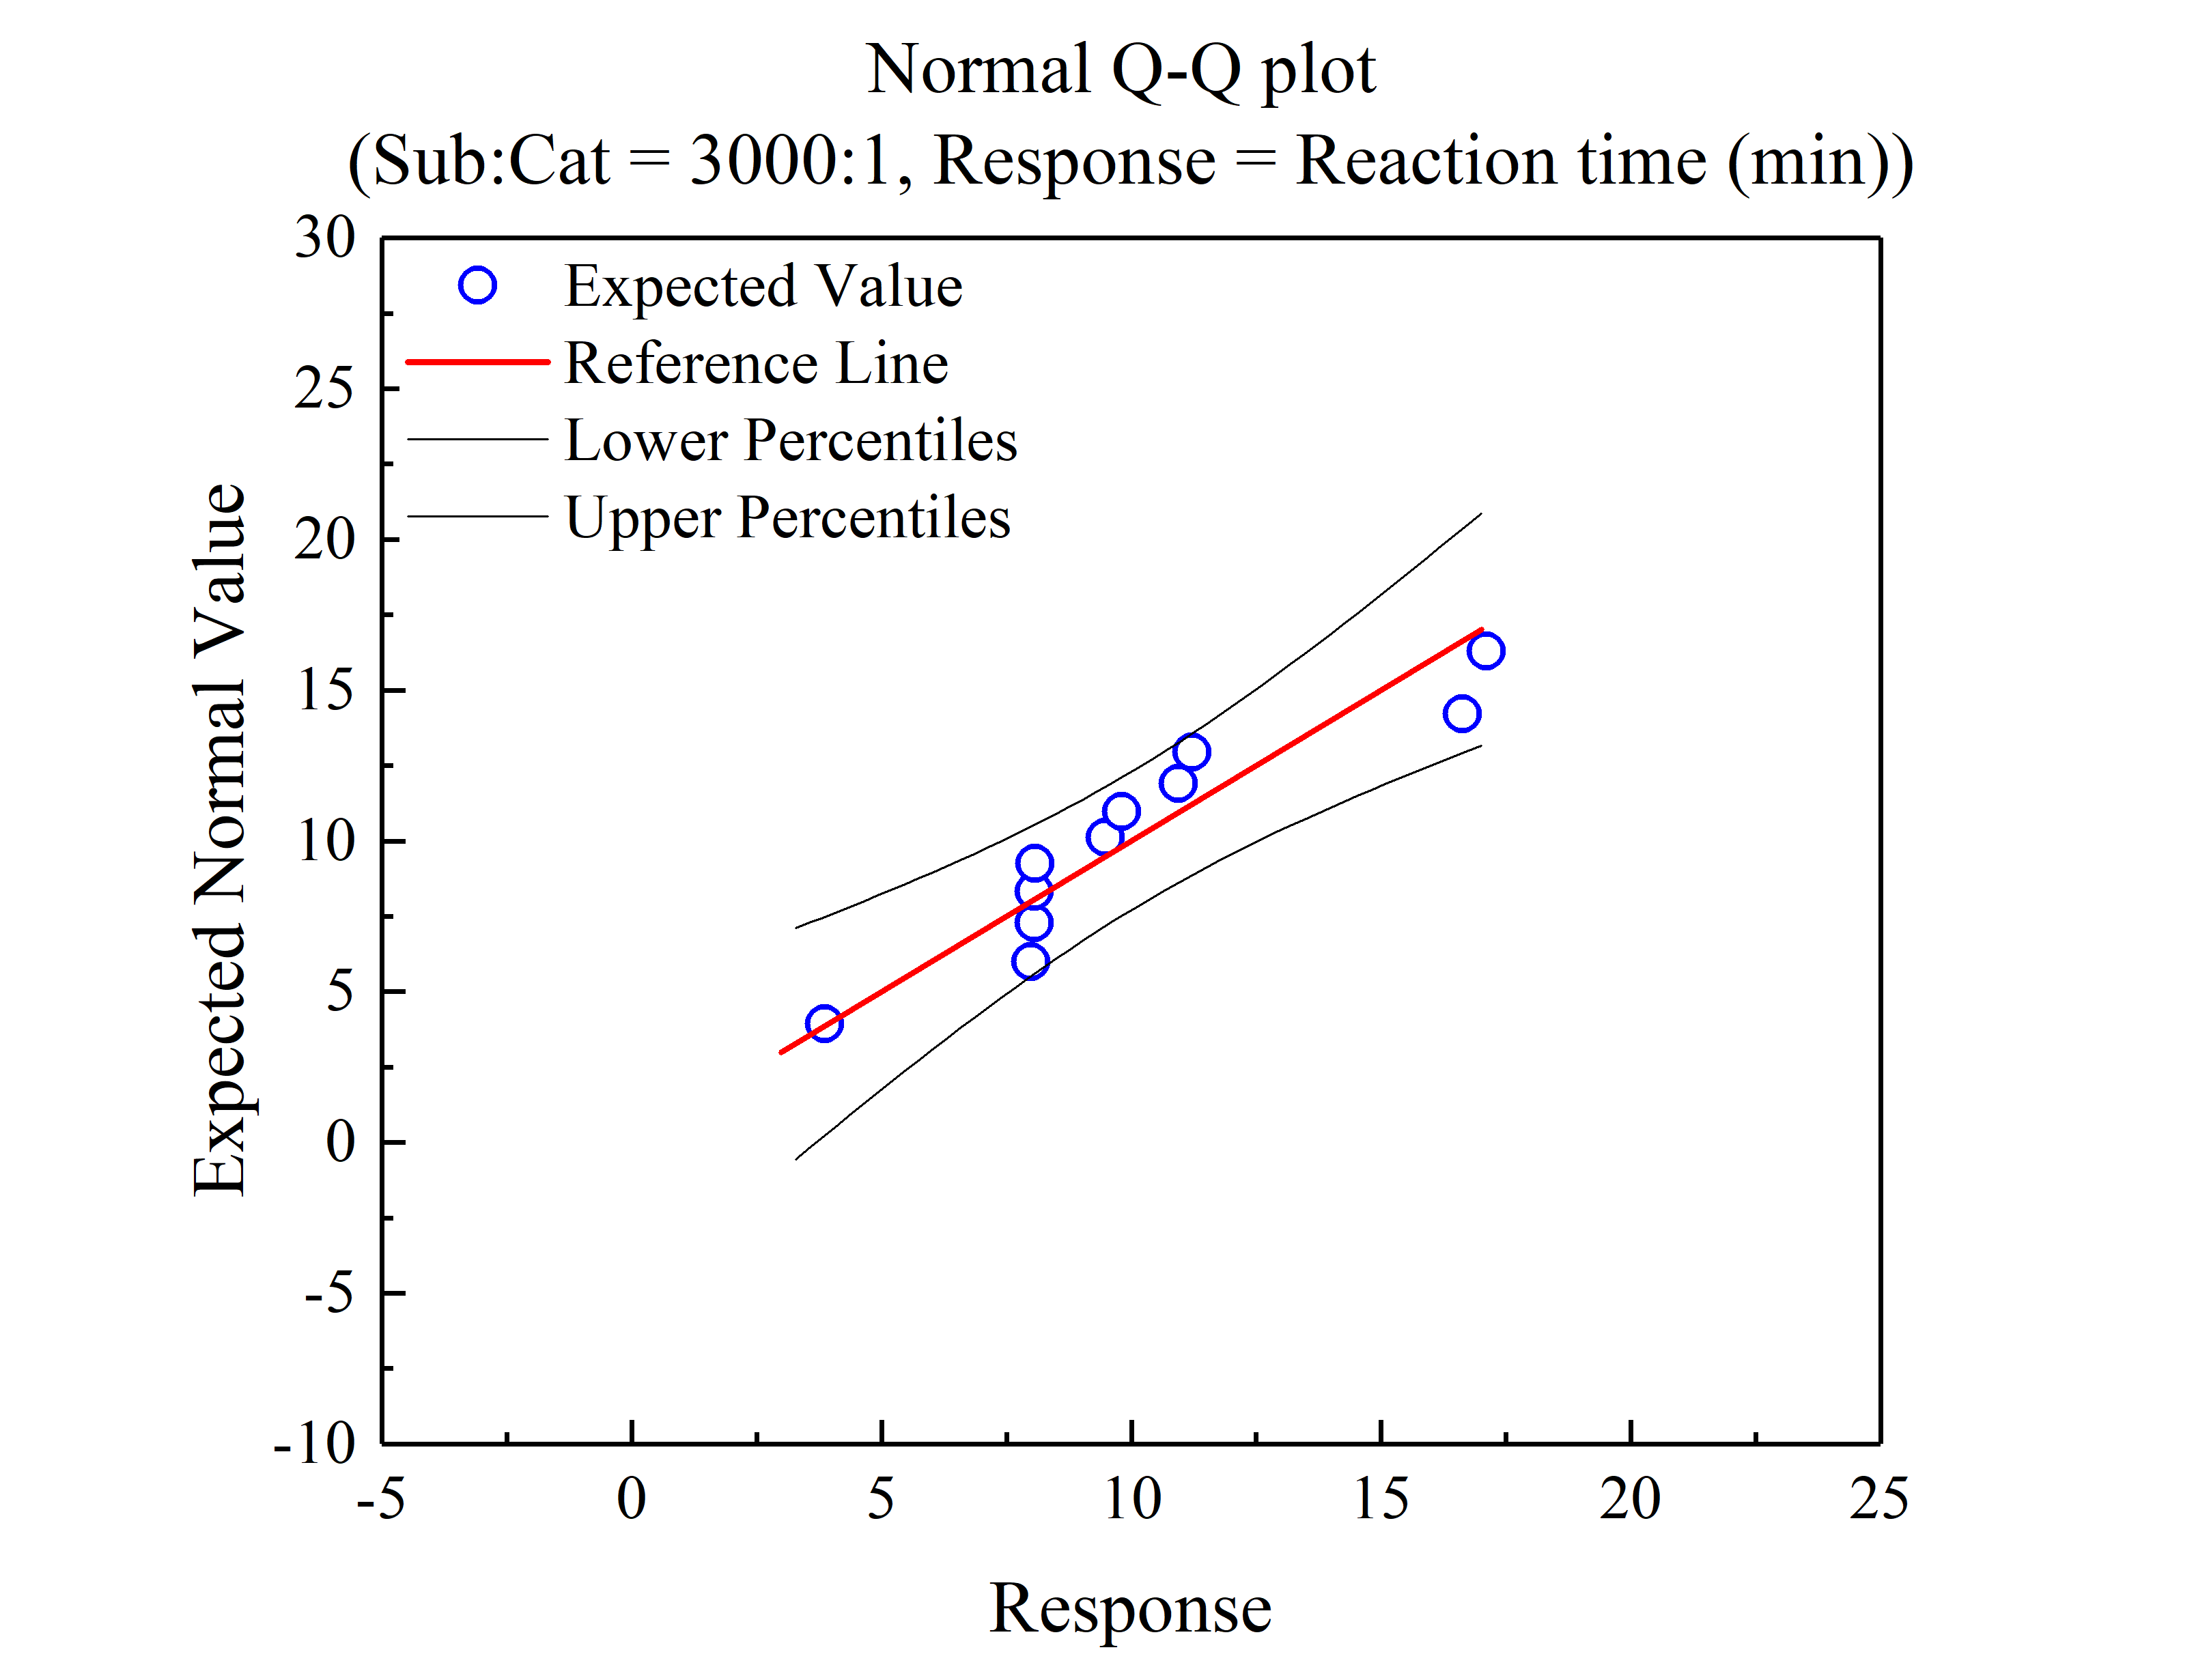 Normal Q-Q plot
(Sub:Cat = 3000:1, Response = Reaction time (min))
30
25
20
15
10
5
0
-5
-10
Expected Value
Reference Line
Lower Percentiles
Upper Percentiles
Expected Normal Value
-5 0 5 10 15 20 25
Response